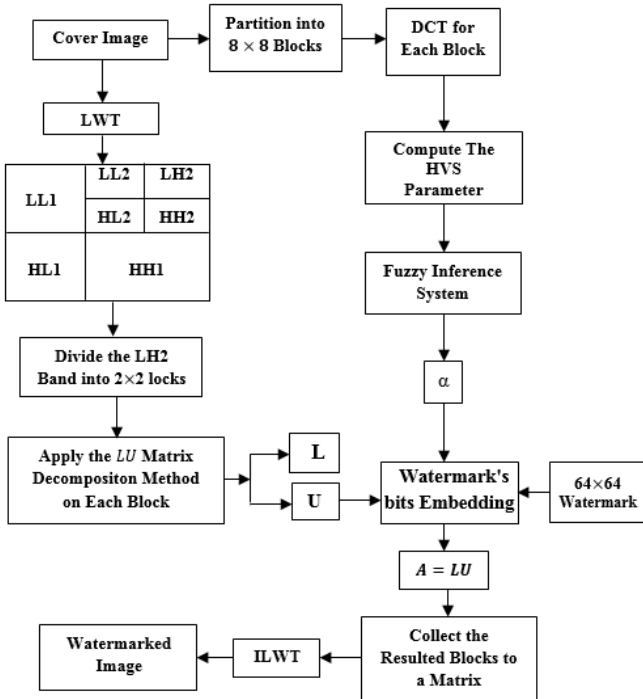 Cover Image
Partition into
8 × 8 Blocks
DCT for
Each Block
LWT
LL1
LL2
LH2
HL2
HH2
HL1
HH1
Compute The
HVS
Parameter
Fuzzy Inference
System
Divide the LH2
Band into 2×2 locks
α
Apply the LU Matrix
Decompositon Method
on Each Block
L
U
Watermark's
bits Embedding
64×64
Watermark
A = LU
Collect the
Resulted Blocks to
a Matrix
ILWT
Watermarked
Image